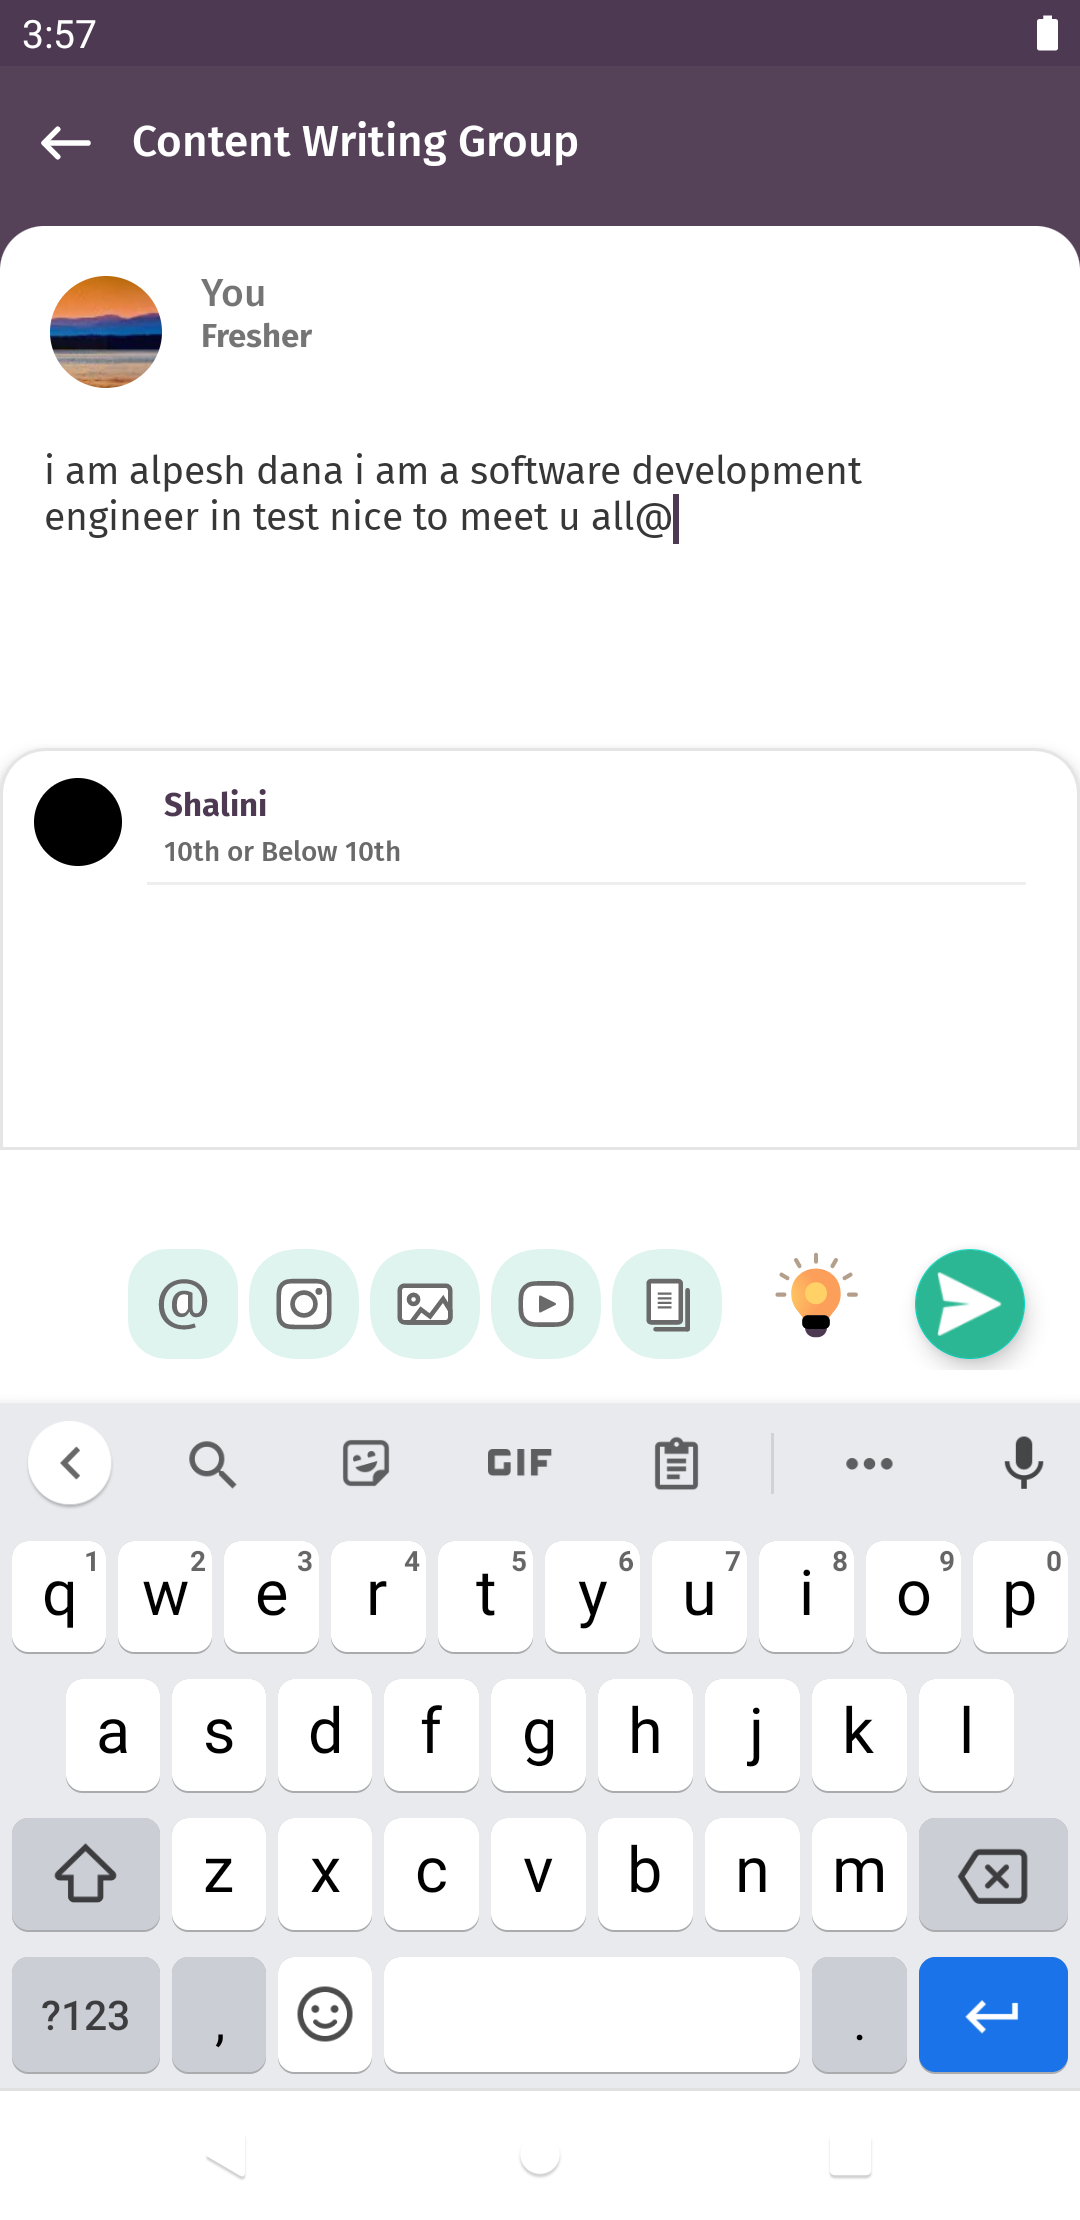 3:57
Content Writing Group
You
Fresher
i am alpesh dana i am a software development
engineer in test nice to meet u all@
Shalini
10th or Below 10th
@
GIF
q 1 w 2 e 3 r 4 t 5 y 6 u 7 i 8 o 9 p 0
a s d f g h j k l
z x c v b n m
?123 , .